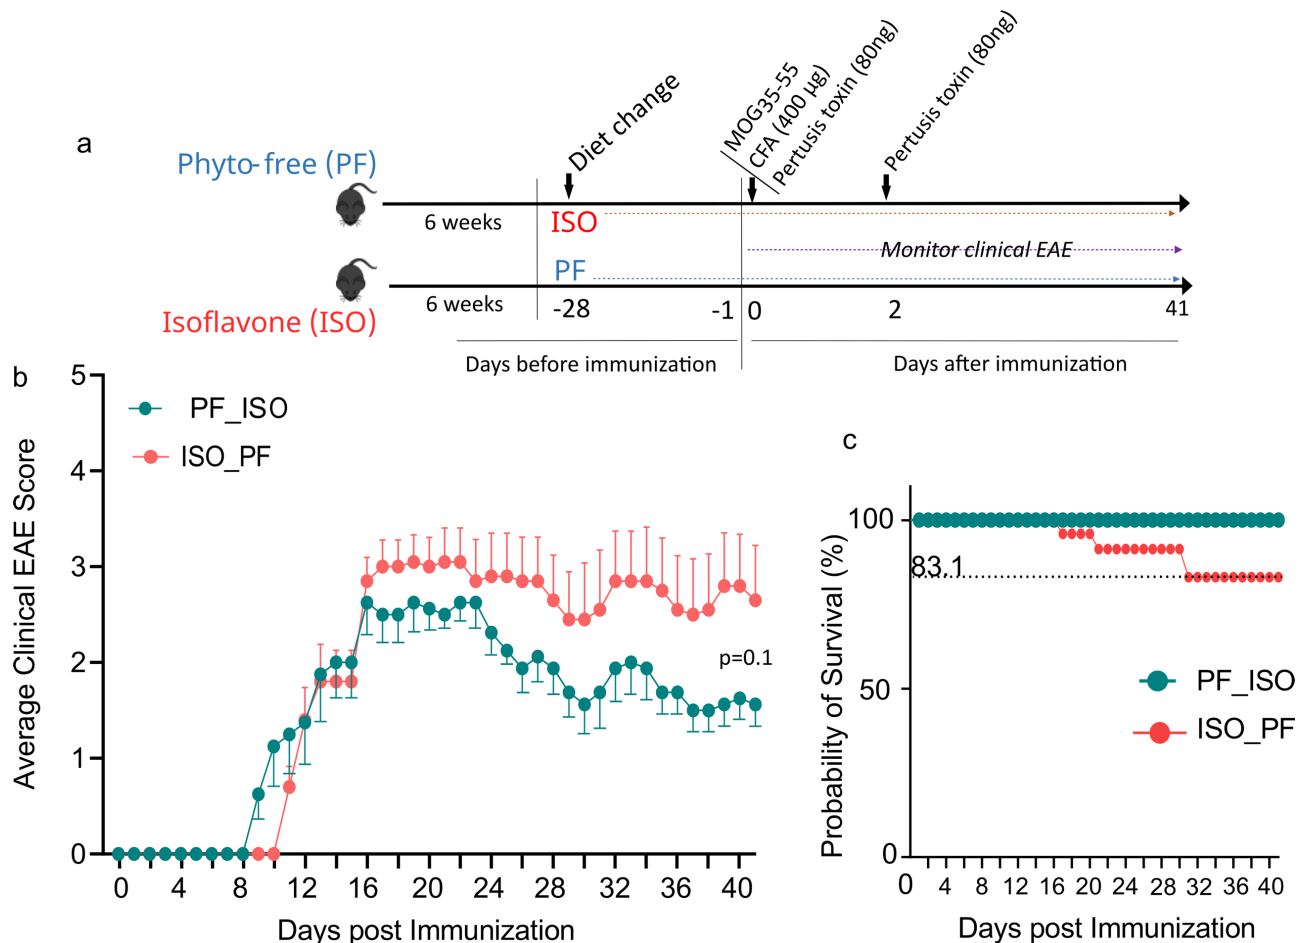 a
Phyto-free (PF)
Diet change
MOG35-55
CFA (400 µg)
Pertusis toxin (80ng)
Pertusis toxin (80ng)
6 weeks
ISO
Monitor clinical EAE
PF
6 weeks
-28
-1
0
2
41
Isoflavone (ISO)
Days before immunization
Days after immunization
b
5
4
3
2
1
0
Average Clinical EAE Score
PF_ISO
ISO_PF
p=0.1
0 4 8 12 16 20 24 28 32 36 40
Days post Immunization
c
100
83.1
50
0
Probability of Survival (%)
PF_ISO
ISO_PF
0 4 8 12 16 20 24 28 32 36 40
Days post Immunization